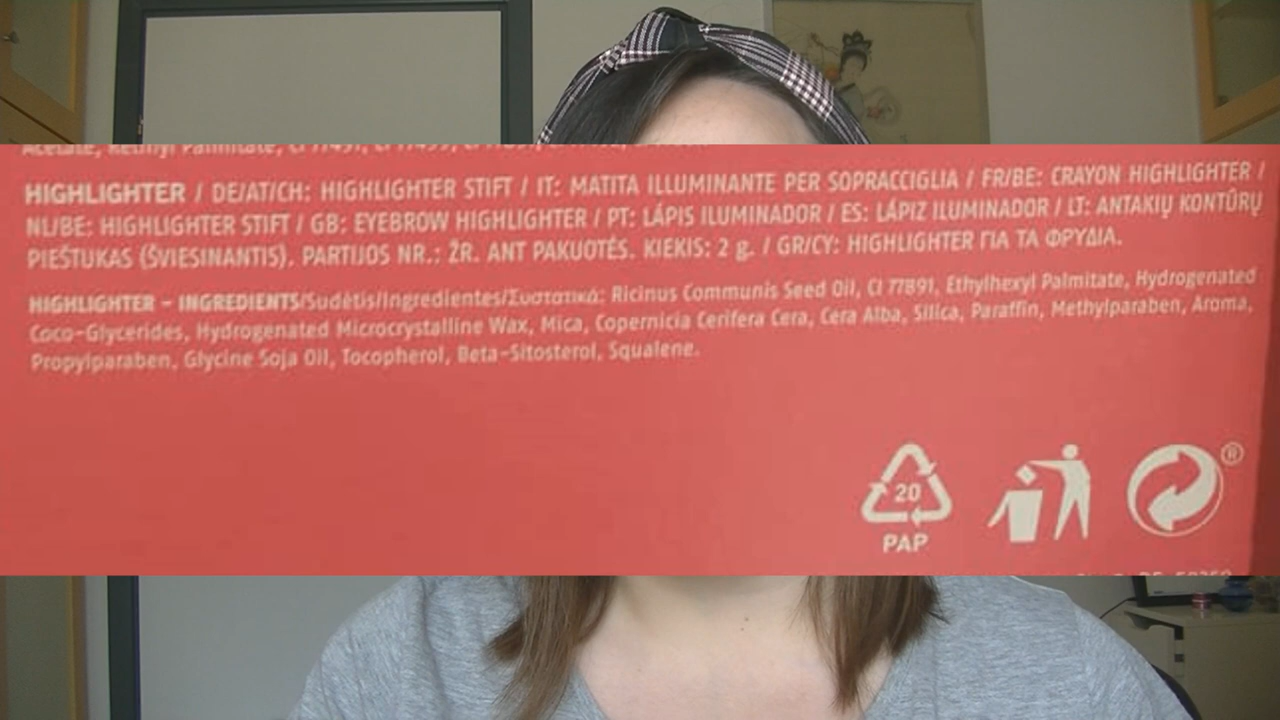 Acetate, Retinyl Palmitate,
HIGHLIGHTER / DE/AT/CH: HIGHLIGHTER STIFT / IT: MATITA ILLUMINANTE PER SOPRACCIGLIA / FR/BE: CRAYON HIGHLIGHTER /
NL/BE: HIGHLIGHTER STIFT / GB: EYEBROW HIGHLIGHTER / PT: LÁPIS ILUMINADOR / ES: LÁPIZ ILUMINADOR / LT: ANTAKIŲ KONTŪRŲ
PIEŠTUKAS (ŠVIESINANTIS). PARTIJOS NR.: ŽR. ANT PAKUOTĖS. KIEKIS: 2 g. / GR/CY: HIGHLIGHTER ΓΙΑ ΤΑ ΦΡΥΔΙΑ.
HIGHLIGHTER – INGREDIENTS/Sudėtis/Ingredientes/Συστατικά: Ricinus Communis Seed Oil, CI 77891, Ethylhexyl Palmitate, Hydrogenated
Coco-Glycerides, Hydrogenated Microcrystalline Wax, Mica, Copernicia Cerifera Cera, Cera Alba, Silica, Paraffin, Methylparaben, Aroma,
Propylparaben, Glycine Soja Oil, Tocopherol, Beta-Sitosterol, Squalene.
20
PAP
®